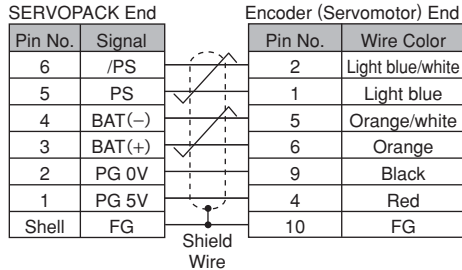 SERVOPACK End
Encoder (Servomotor) End
Pin No. Signal Pin No. Wire Color
6 /PS 2 Light blue/white
5 PS 1 Light blue
4 BAT(−) 5 Orange/white
3 BAT(+) 6 Orange
2 PG 0V 9 Black
1 PG 5V 4 Red
Shell FG 10 FG
Shield
Wire